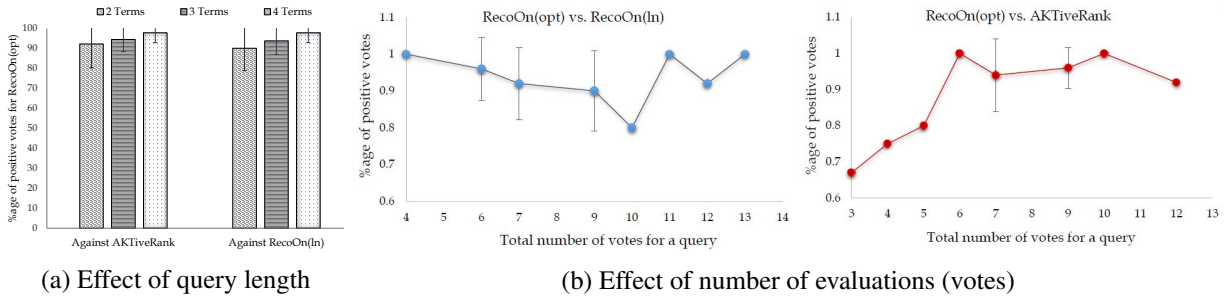 2 Terms 3 Terms 4 Terms
%age of positive votes for RecoOn(opt)
100
90
80
70
60
50
40
30
20
10
0
Against AKTiveRank Against RecoOn(ln)
(a) Effect of query length
RecoOn(opt) vs. RecoOn(ln)
%age of positive votes
1.1
1
0.9
0.8
0.7
0.6
4 5 6 7 8 9 10 11 12 13 14
Total number of votes for a query
RecoOn(opt) vs. AKTiveRank
%age of positive votes
1.1
1
0.9
0.8
0.7
0.6
3 4 5 6 7 8 9 10 11 12 13
Total number of votes for a query
(b) Effect of number of evaluations (votes)